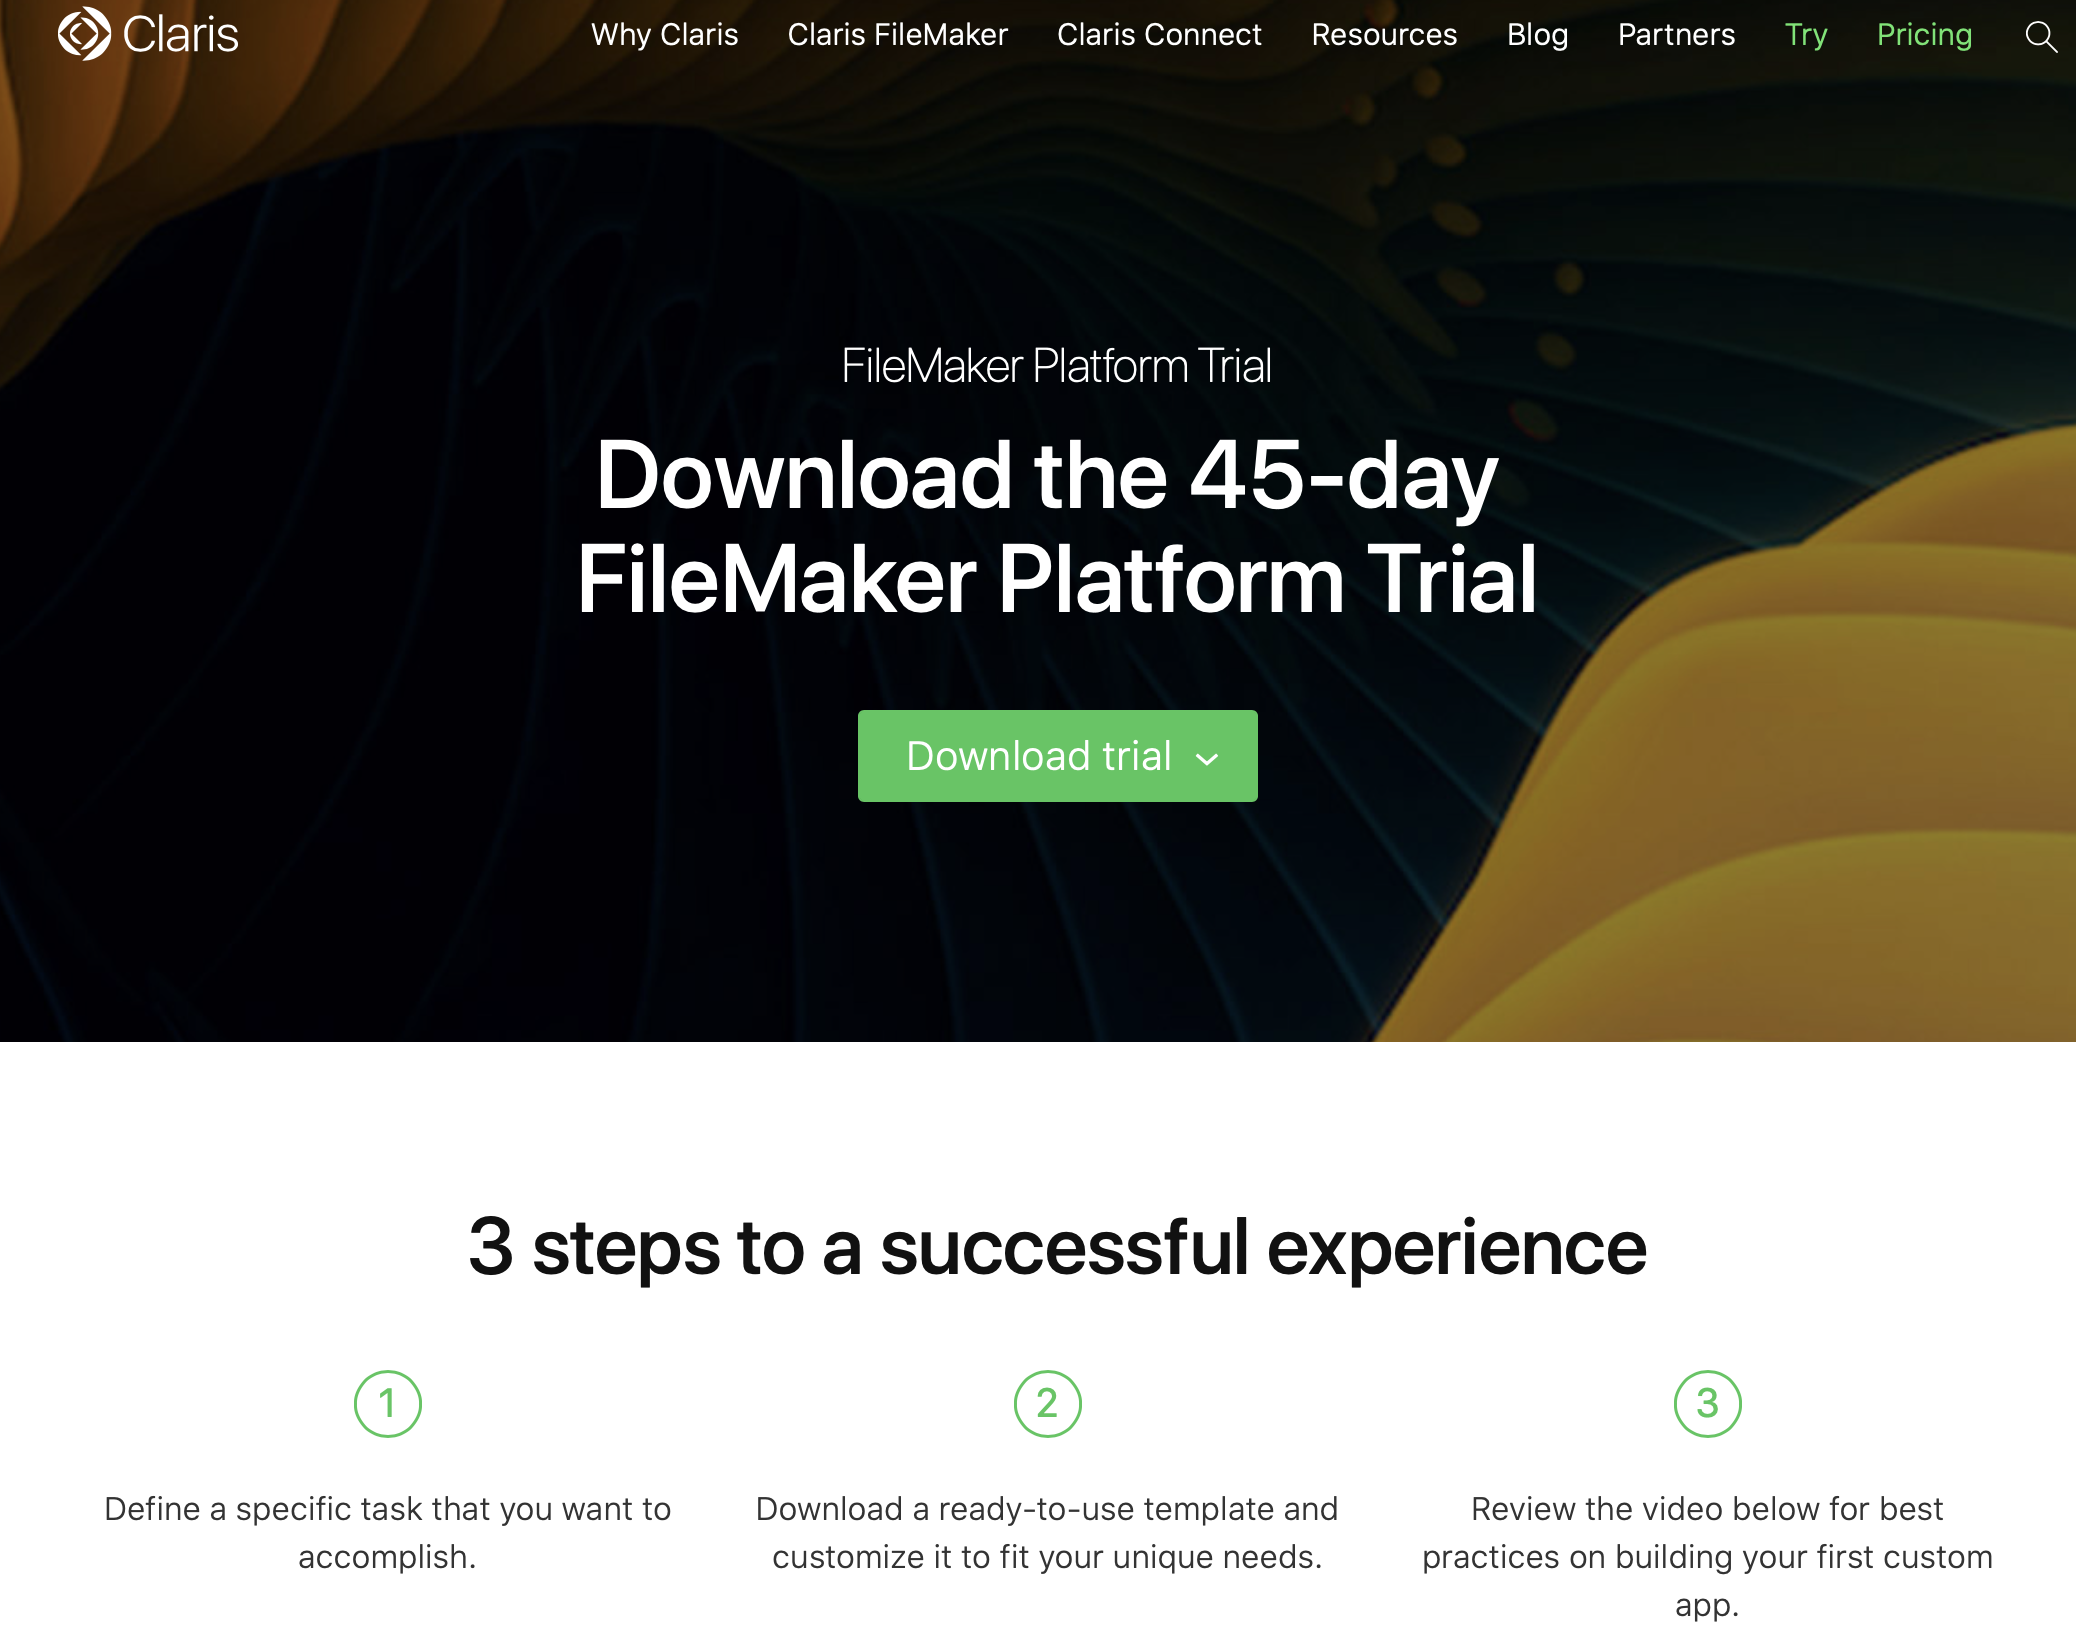 Claris
Why Claris Claris FileMaker Claris Connect Resources Blog Partners Try Pricing
FileMaker Platform Trial
Download the 45-day
FileMaker Platform Trial
Download trial
3 steps to a successful experience
1
Define a specific task that you want to
accomplish.
2
Download a ready-to-use template and
customize it to fit your unique needs.
3
Review the video below for best
practices on building your first custom
app.